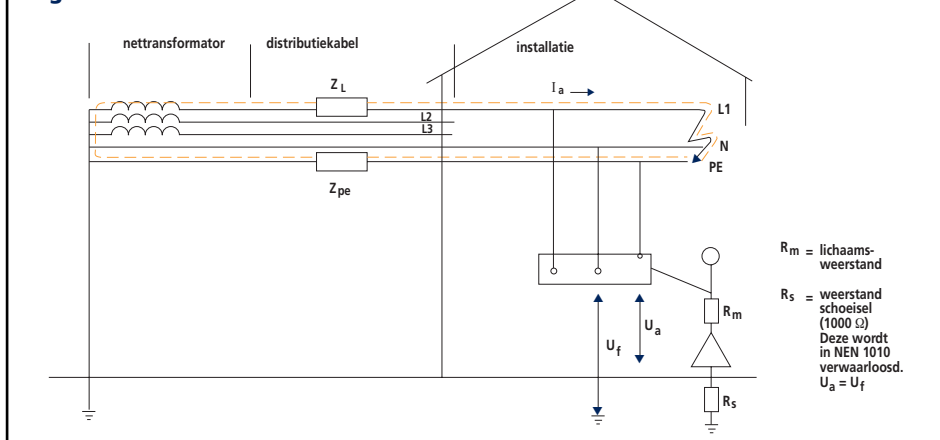 nettransformator
distributiekabel
installatie
Z L
I a
L1
L2
L3
N
PE
Z pe
R m = lichaams-
weerstand
R s = weerstand
schoeisel
(1000 Ω)
Deze wordt
in NEN 1010
verwaarloosd.
U a = U f
R m
U a
U f
R s